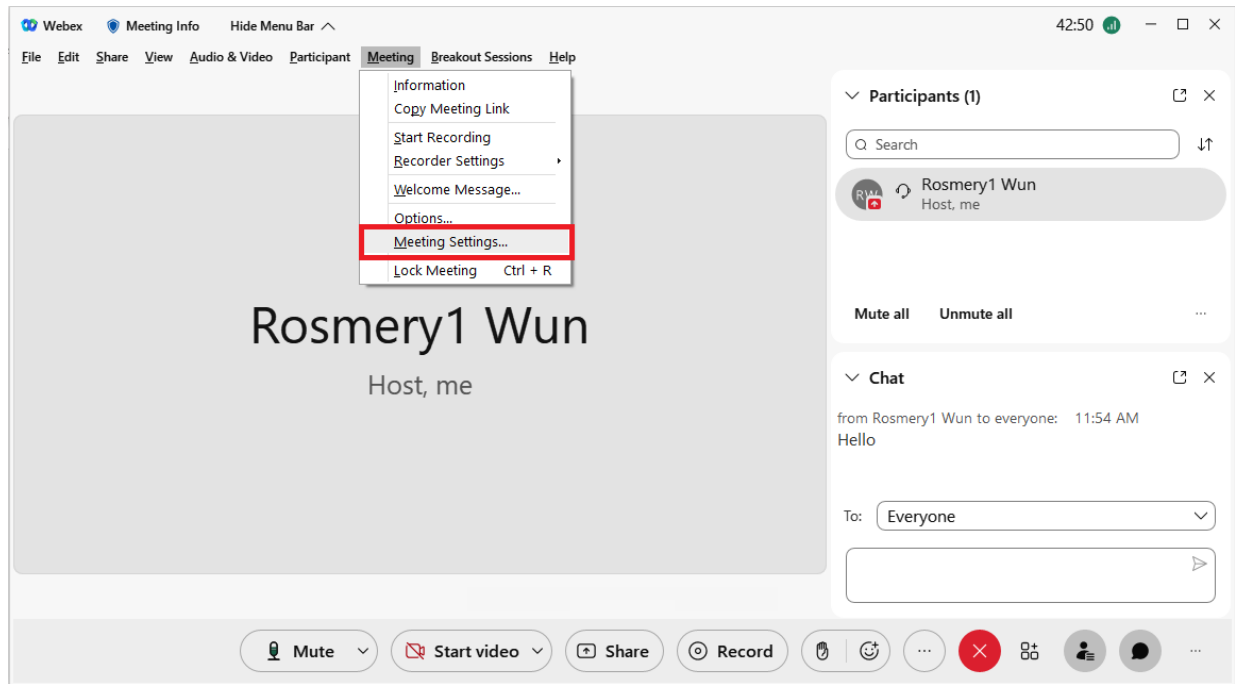 Webex Meeting Info Hide Menu Bar 42:50
File Edit Share View Audio & Video Participant Meeting Breakout Sessions Help
Information
Copy Meeting Link
Start Recording
Recorder Settings
Welcome Message...
Options...
Meeting Settings...
Lock Meeting Ctrl + R
Rosmery1 Wun
Host, me
Participants (1)
Search
RW Rosmery1 Wun
Host, me
Mute all Unmute all ...
Chat
from Rosmery1 Wun to everyone: 11:54 AM
Hello
To: Everyone
Mute Start video Share Record